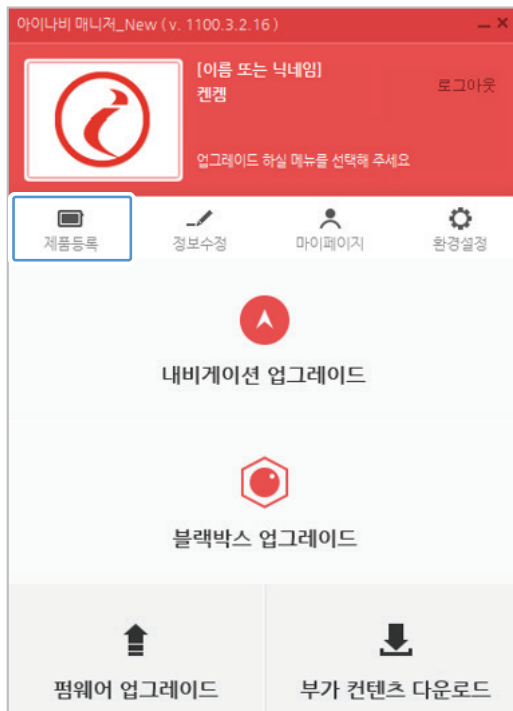 아이나비 매니저_New ( v. 1100.3.2.16 )
[이름 또는 닉네임]
켄켐
로그아웃
업그레이드 하실 메뉴를 선택해 주세요
제품등록
정보수정
마이페이지
환경설정
내비게이션 업그레이드
블랙박스 업그레이드
펌웨어 업그레이드
부가 컨텐츠 다운로드